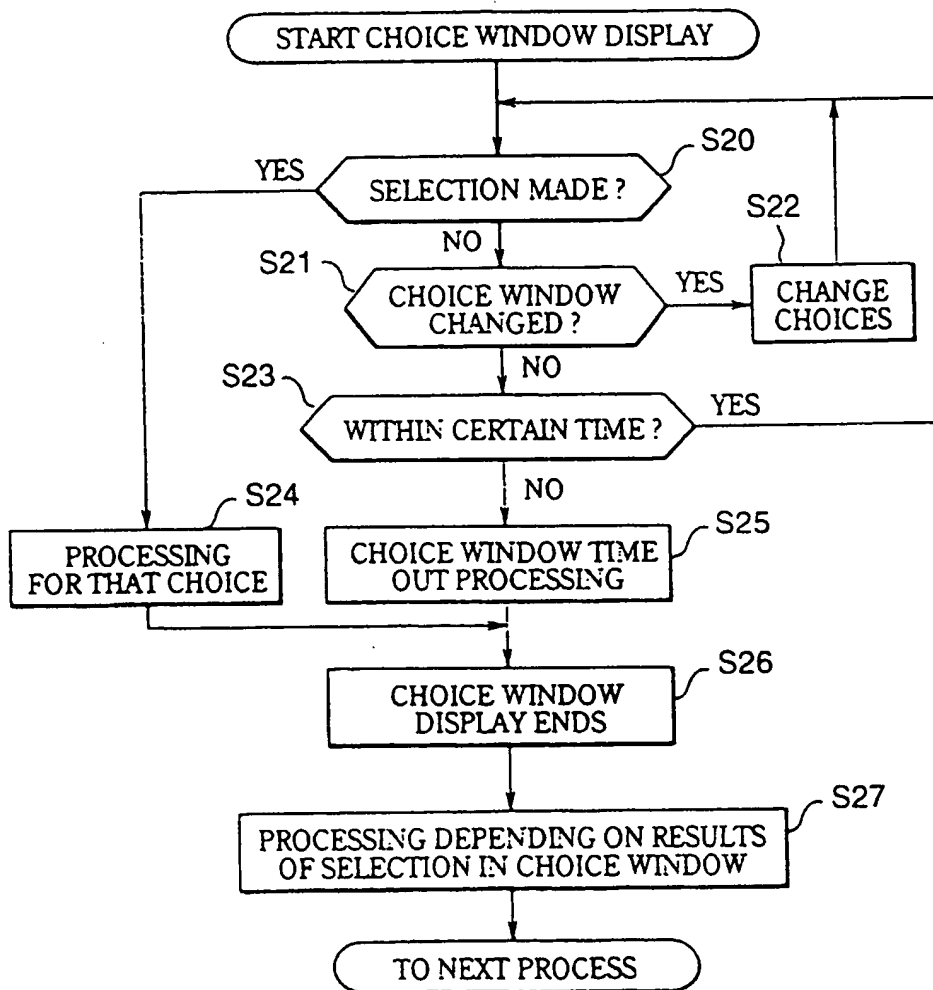 START CHOICE WINDOW DISPLAY
S20
YES
SELECTION MADE ?
NO
S22
S21
CHOICE WINDOW
CHANGED ?
YES
CHANGE
CHOICES
NO
S23
WITHIN CERTAIN TIME ?
YES
NO
S24
PROCESSING
FOR THAT CHOICE
S25
CHOICE WINDOW TIME
OUT PROCESSING
S26
CHOICE WINDOW
DISPLAY ENDS
S27
PROCESSING DEPENDING ON RESULTS
OF SELECTION IN CHOICE WINDOW
TO NEXT PROCESS